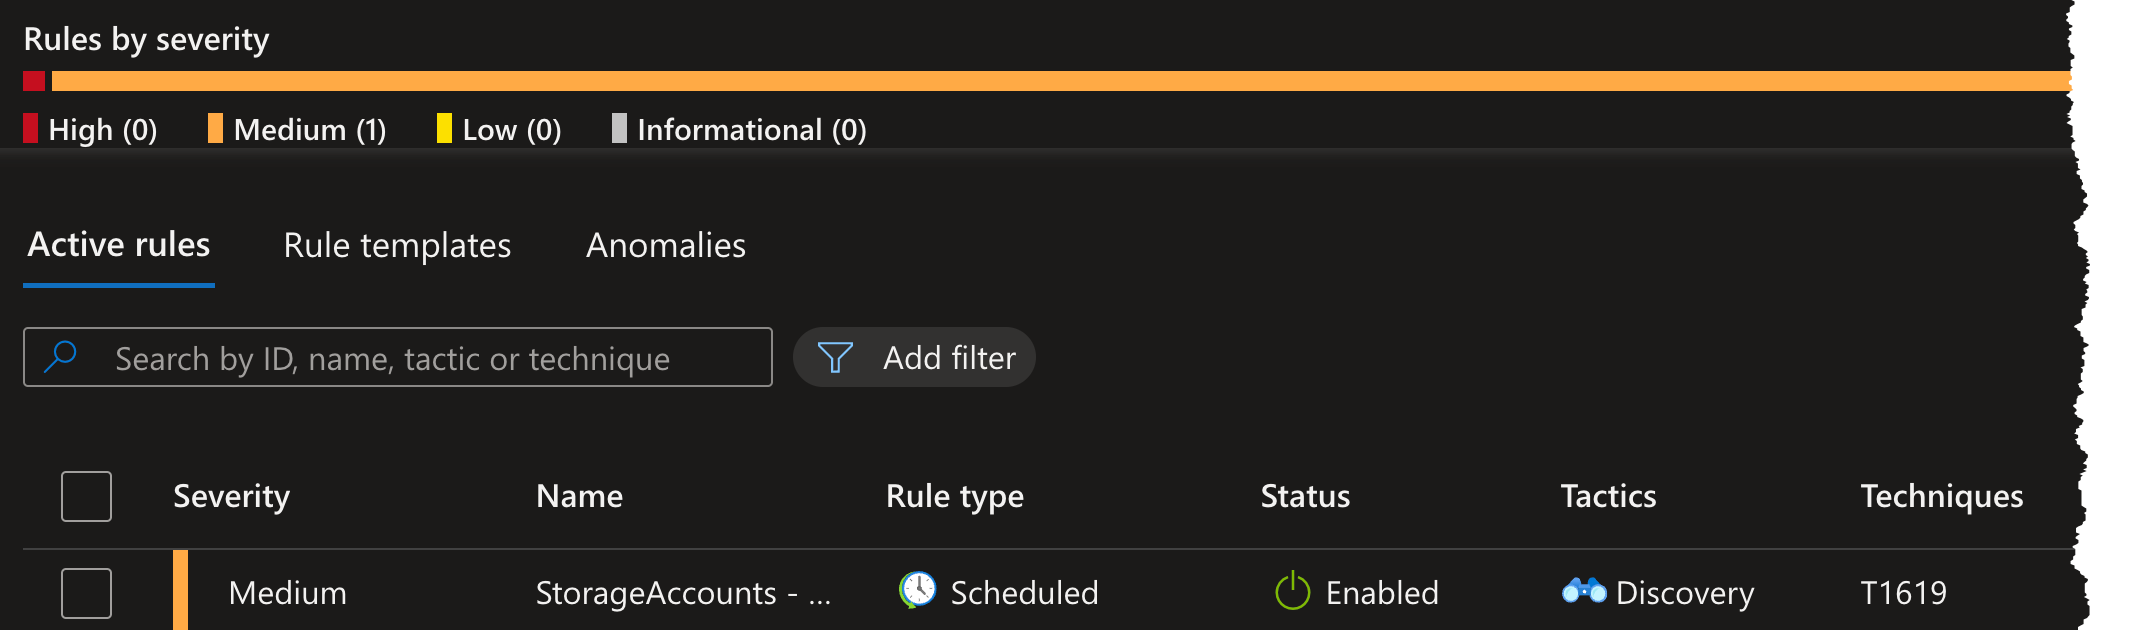 Rules by severity
High (0) Medium (1) Low (0) Informational (0)
Active rules Rule templates Anomalies
Search by ID, name, tactic or technique Add filter
Severity Name Rule type Status Tactics Techniques
Medium StorageAccounts - ... Scheduled Enabled Discovery T1619